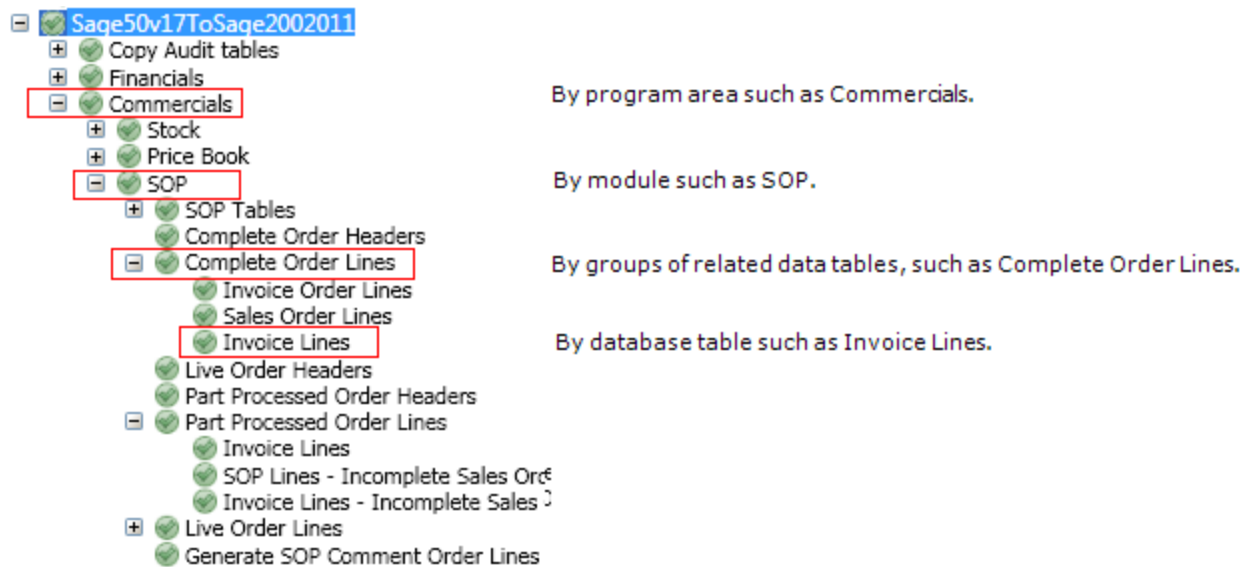 Sage50v17ToSage2002011
Copy Audit tables
Financials
Commercials
By program area such as Commercials.
Stock
Price Book
SOP
By module such as SOP.
SOP Tables
Complete Order Headers
Complete Order Lines
By groups of related data tables, such as Complete Order Lines.
Invoice Order Lines
Sales Order Lines
Invoice Lines
By database table such as Invoice Lines.
Live Order Headers
Part Processed Order Headers
Part Processed Order Lines
Invoice Lines
SOP Lines - Incomplete Sales
Invoice Lines - Incomplete Sales
Live Order Lines
Generate SOP Comment Order Lines